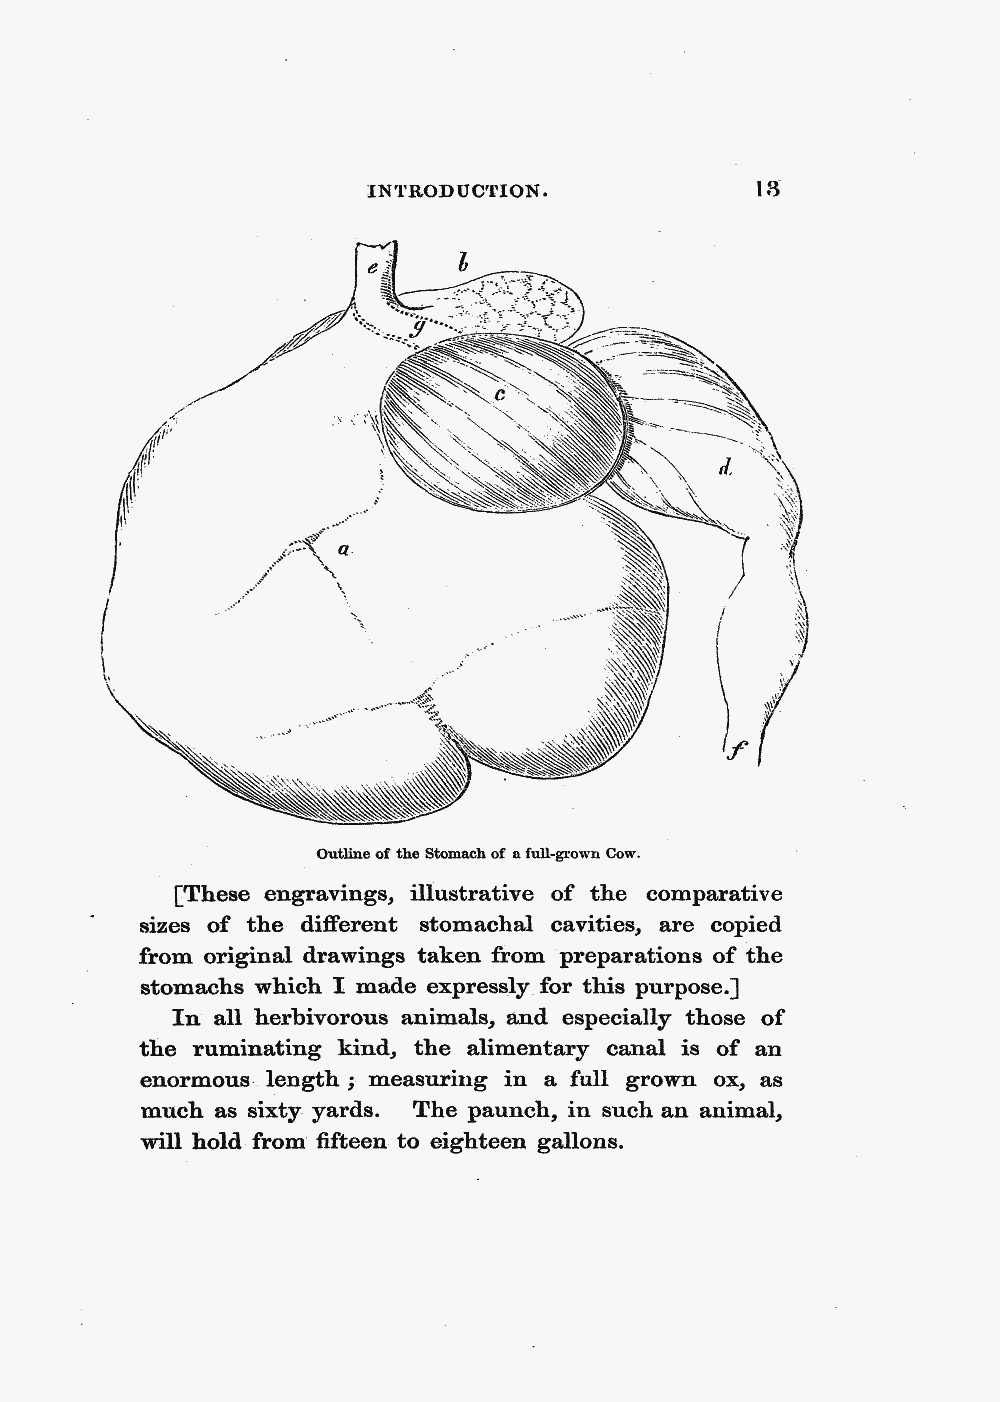 INTRODUCTION. 13
e
b
g
c
d
a
f
Outline of the Stomach of a full-grown Cow.
[These engravings, illustrative of the comparative
sizes of the different stomachal cavities, are copied
from original drawings taken from preparations of the
stomachs which I made expressly for this purpose.]
In all herbivorous animals, and especially those of
the ruminating kind, the alimentary canal is of an
enormous length; measuring in a full grown ox, as
much as sixty yards. The paunch, in such an animal,
will hold from fifteen to eighteen gallons.